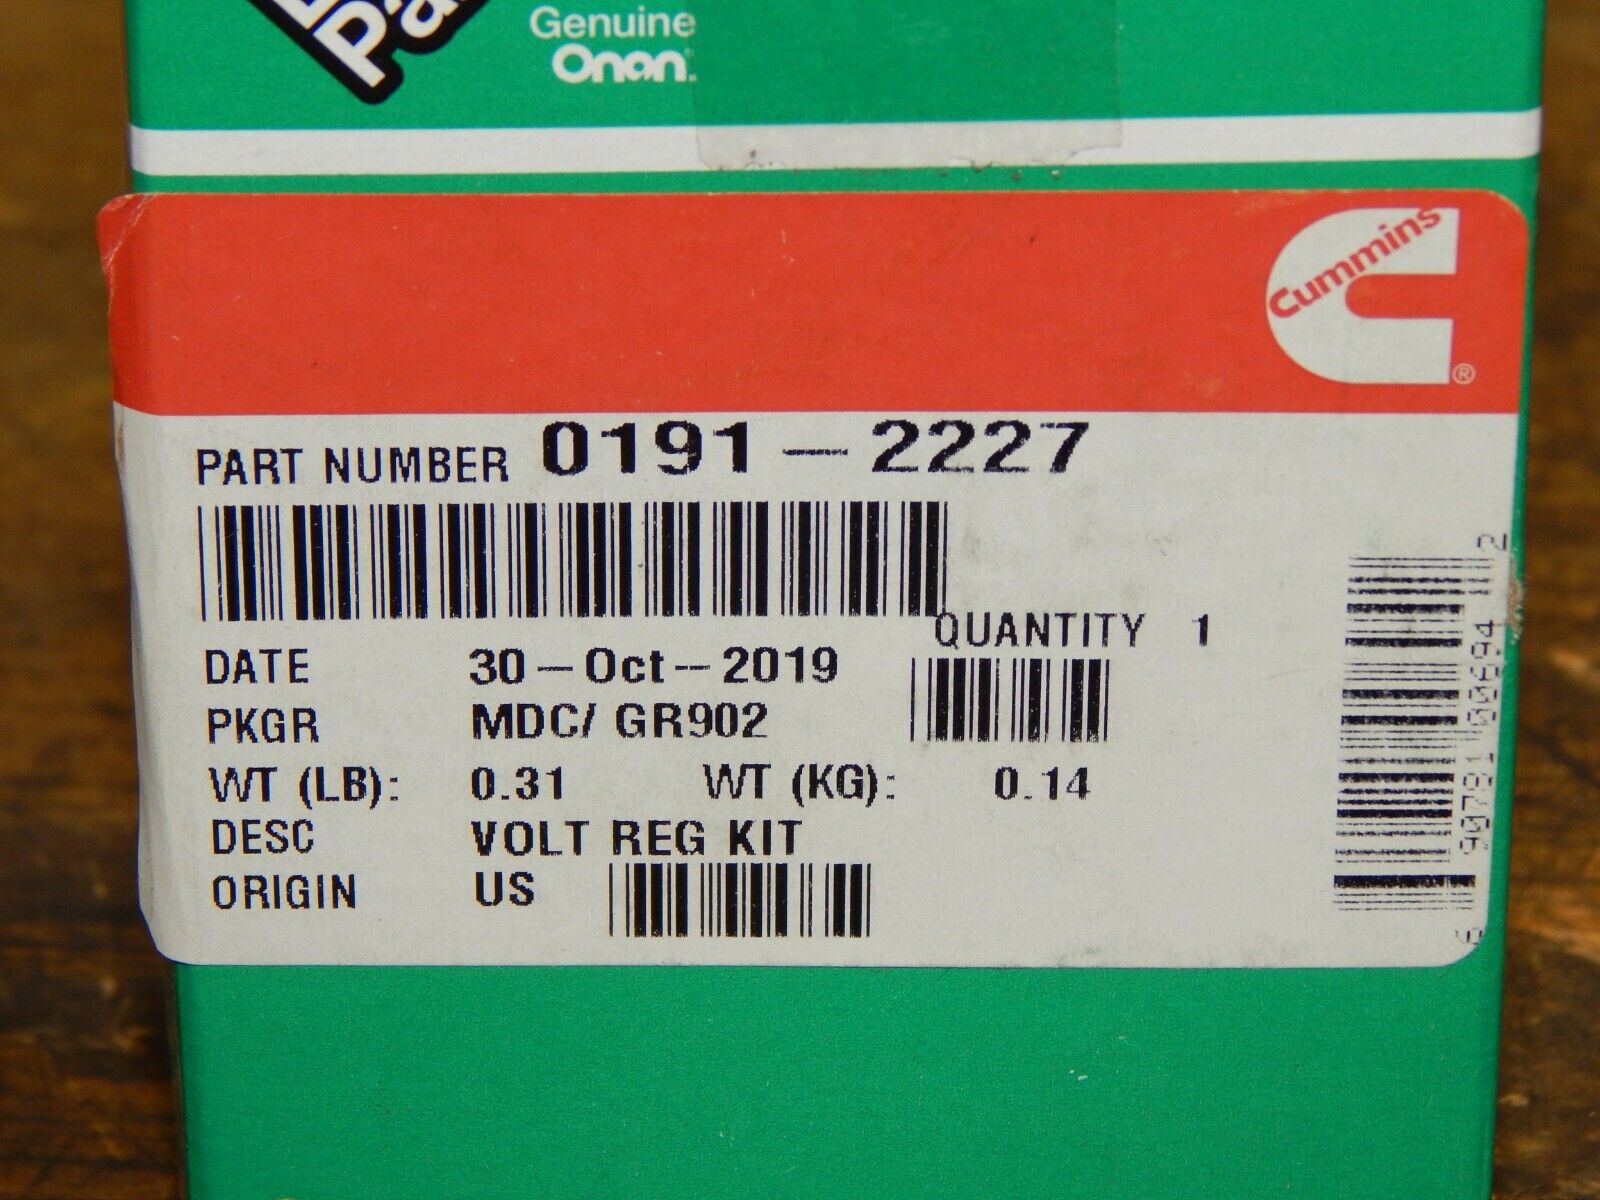 Genuine
Onan.
Cummins
PART NUMBER 0191-2227
QUANTITY 1
DATE 30-Oct-2019
PKGR MDC/ GR902
WT (LB): 0.31 WT (KG): 0.14
DESC VOLT REG KIT
ORIGIN US